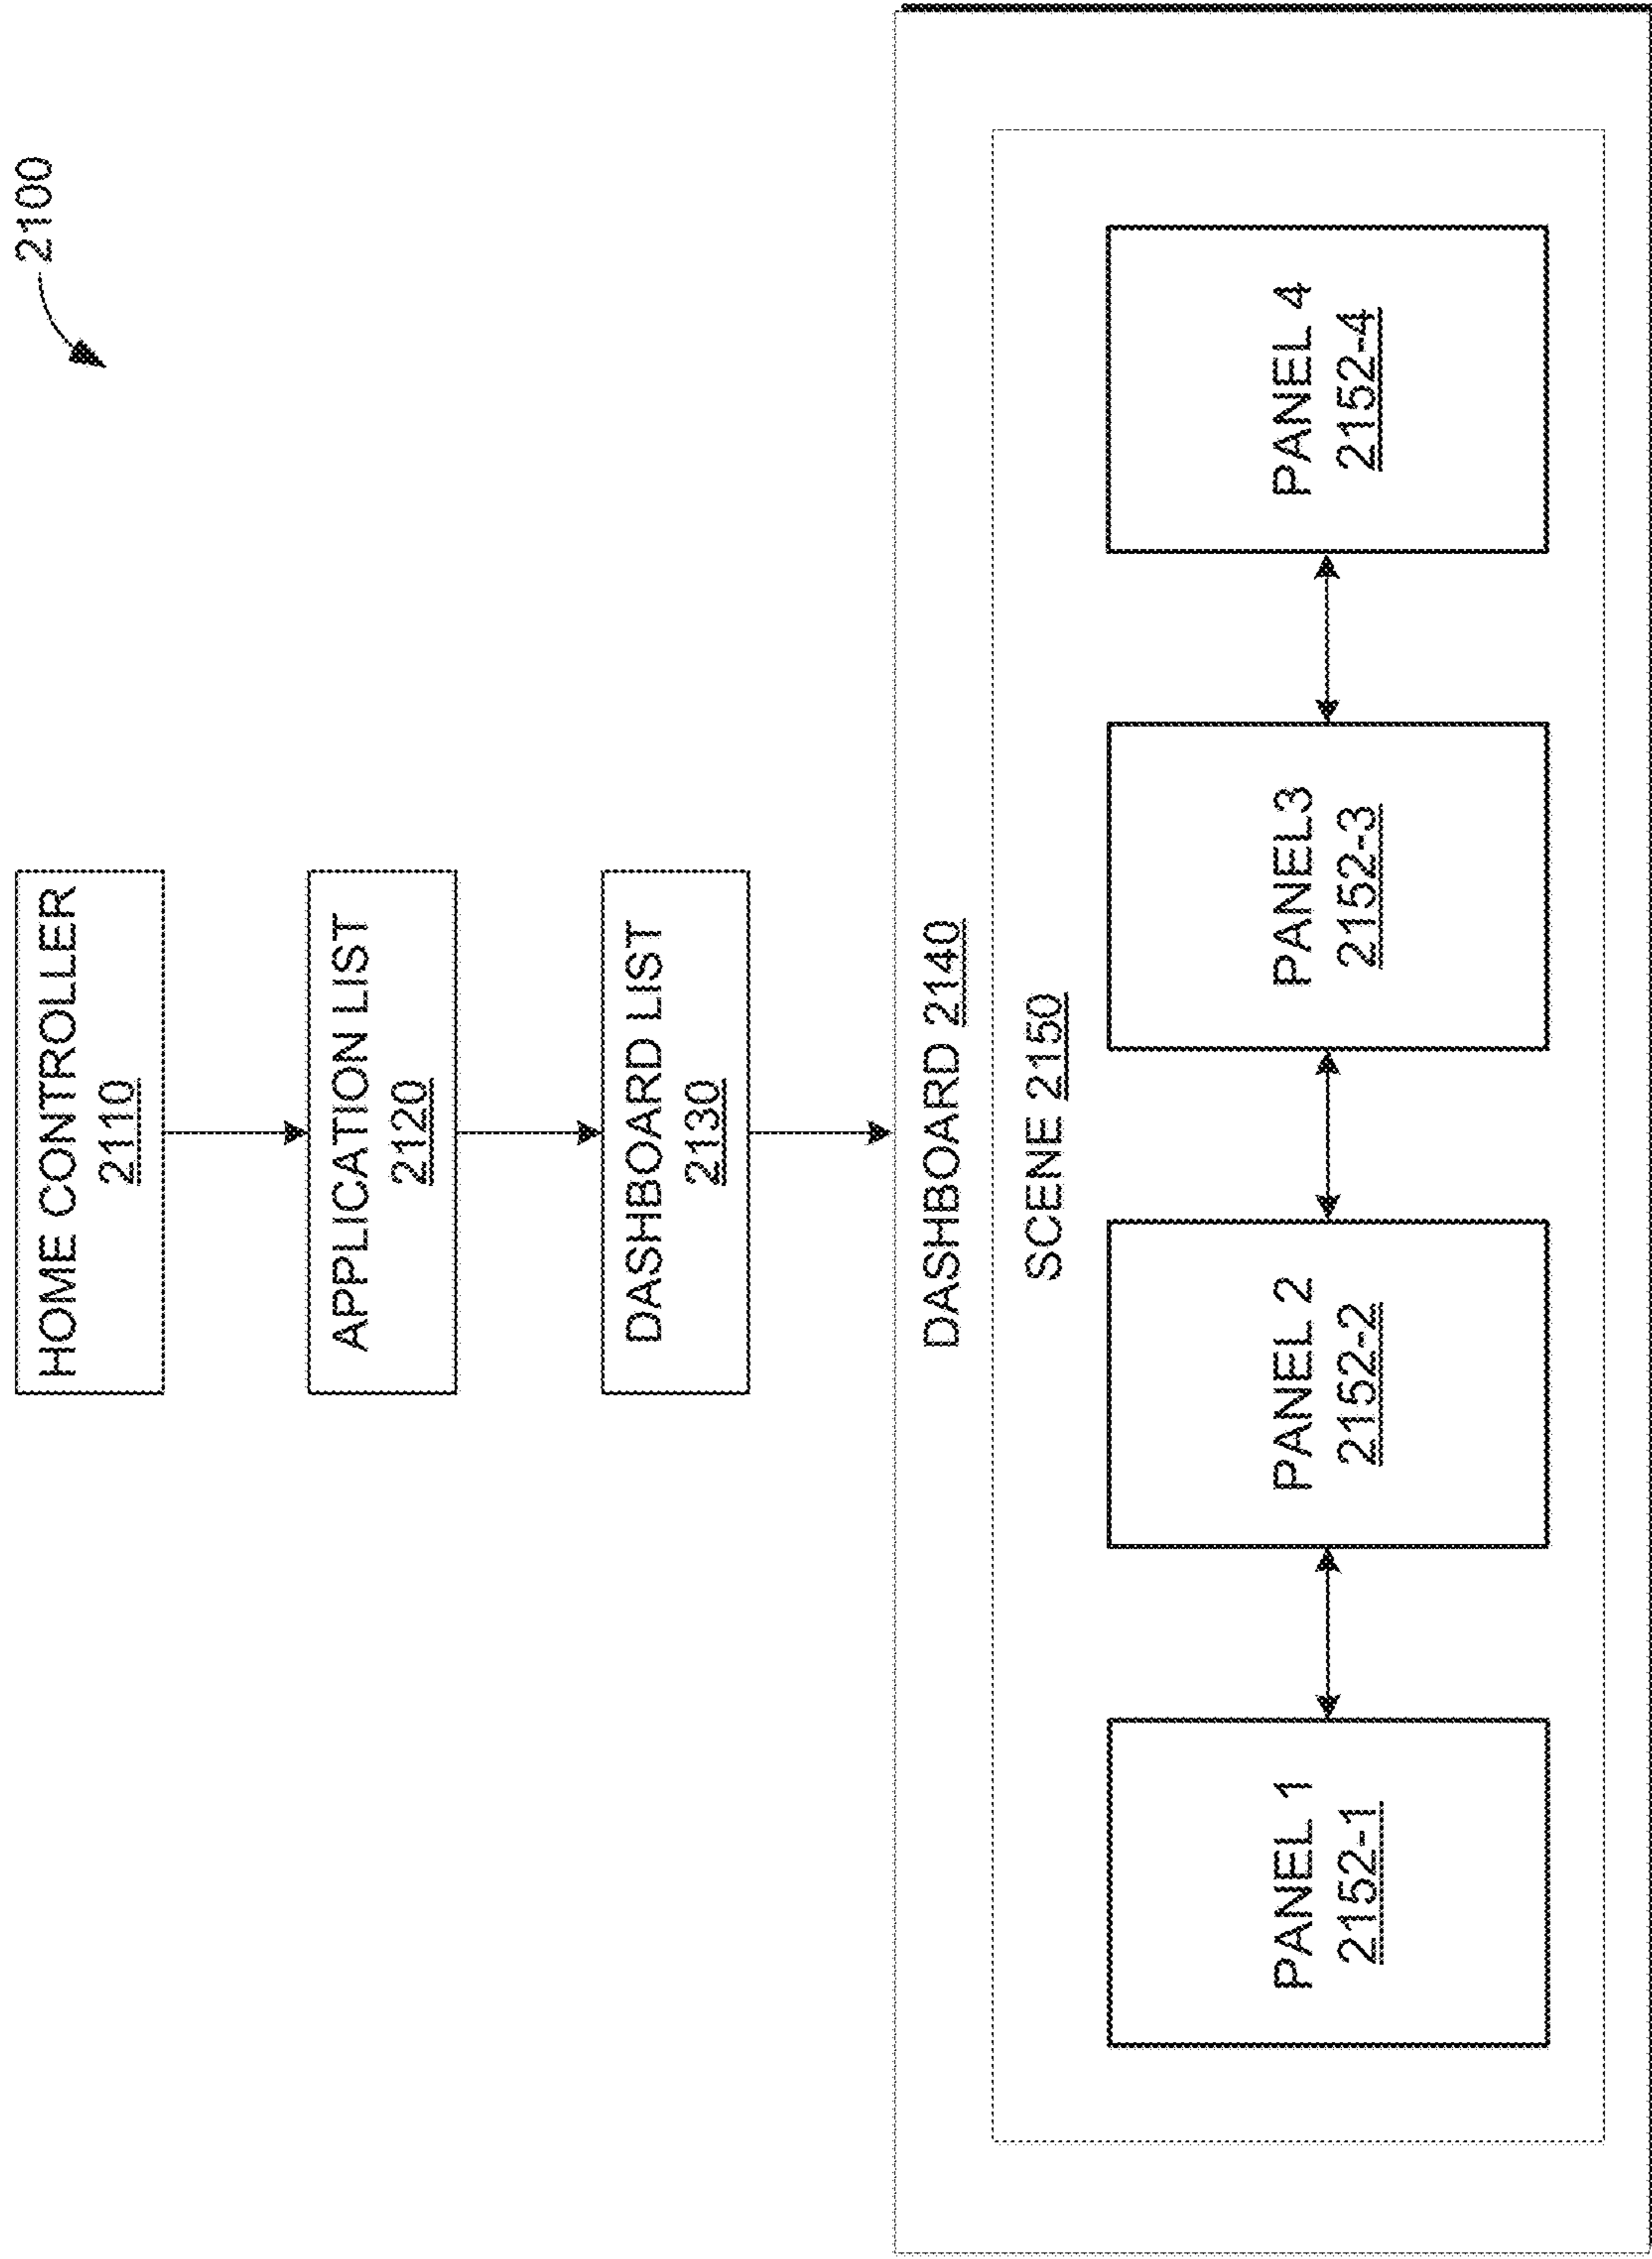 2100
HOME CONTROLLER
2110
APPLICATION LIST
2120
DASHBOARD LIST
2130
DASHBOARD 2140
SCENE 2150
PANEL 1
2152-1
PANEL 2
2152-2
PANEL3
2152-3
PANEL 4
2152-4